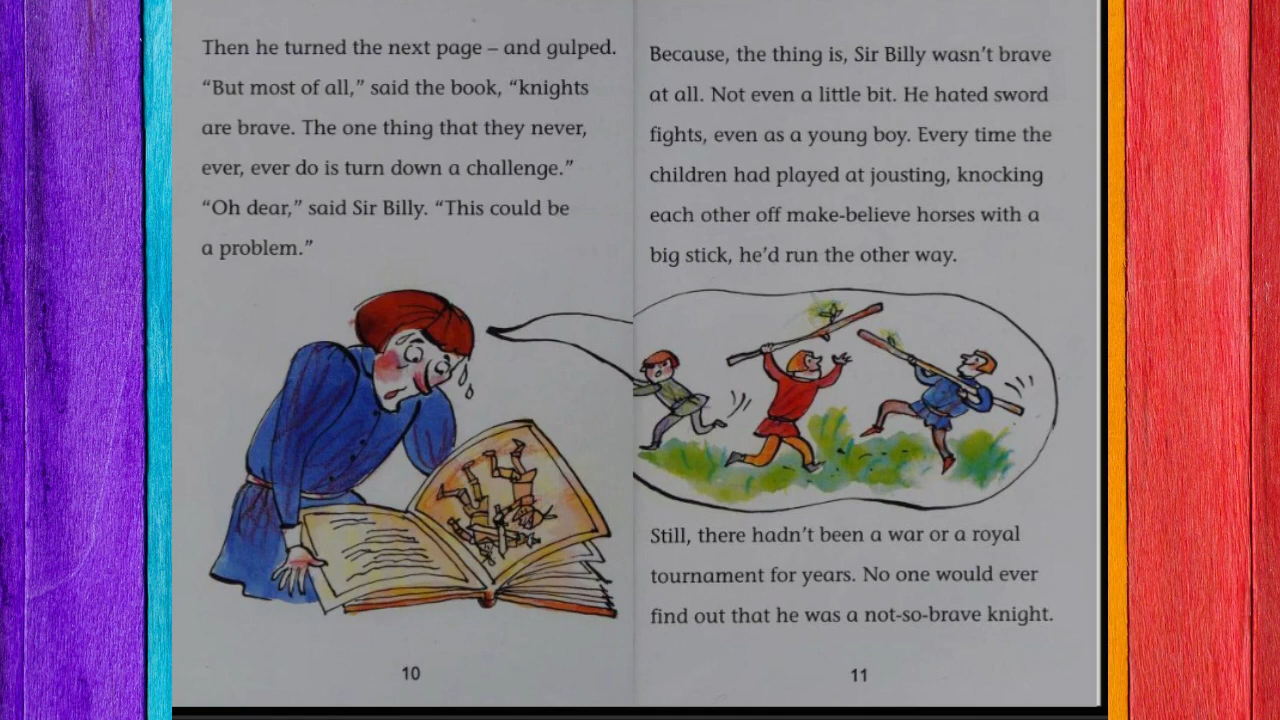 Then he turned the next page – and gulped.
“But most of all,” said the book, “knights
are brave. The one thing that they never,
ever, ever do is turn down a challenge.”
“Oh dear,” said Sir Billy. “This could be
a problem.”
10
Because, the thing is, Sir Billy wasn’t brave
at all. Not even a little bit. He hated sword
fights, even as a young boy. Every time the
children had played at jousting, knocking
each other off make-believe horses with a
big stick, he’d run the other way.
Still, there hadn’t been a war or a royal
tournament for years. No one would ever
find out that he was a not-so-brave knight.
11